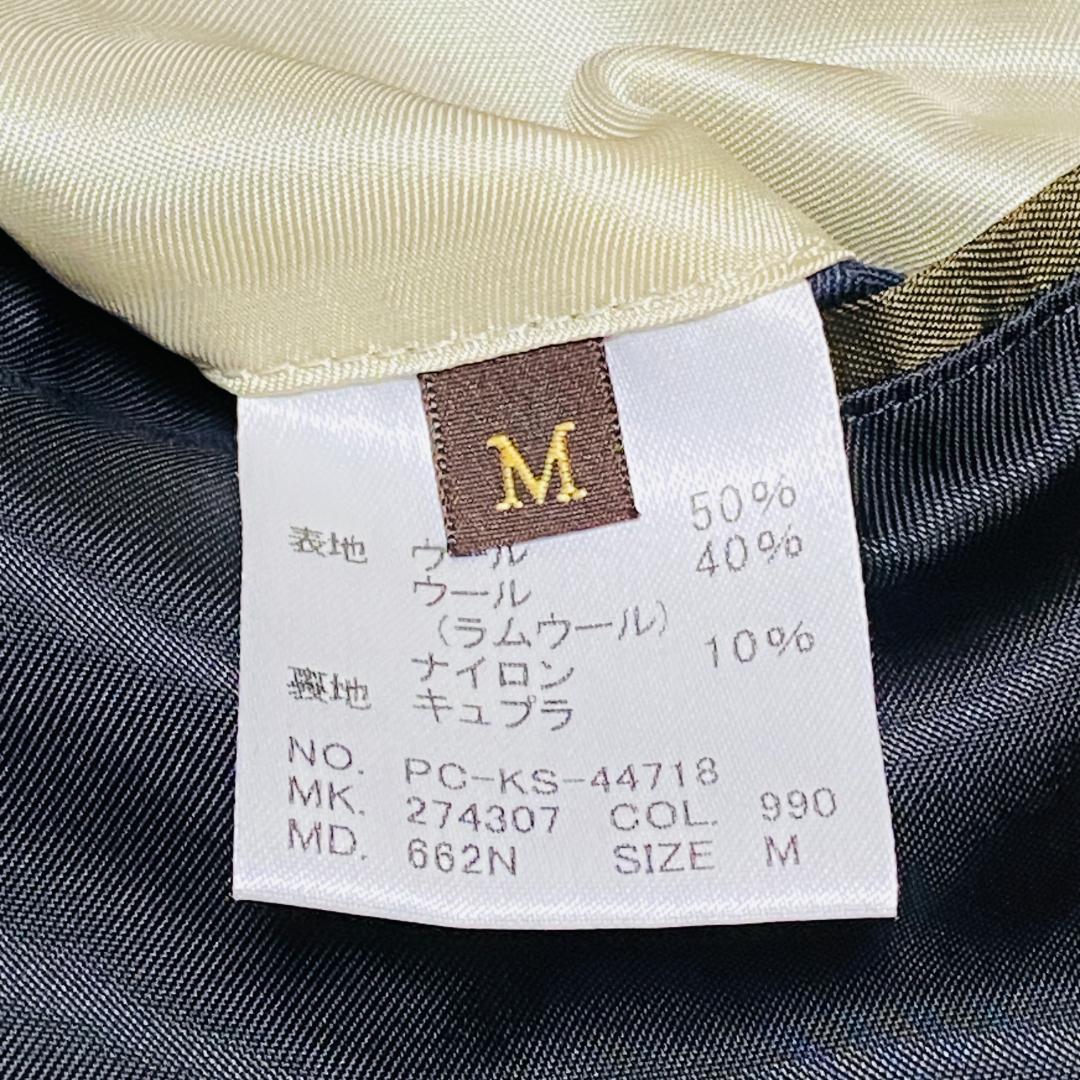 M
表地 ウール 50%
ウール 40%
（ラムウール）
ナイロン 10%
裏地 キュプラ
NO. PC-KS-44718
MK. 274307 COL. 990
MD. 662N SIZE M